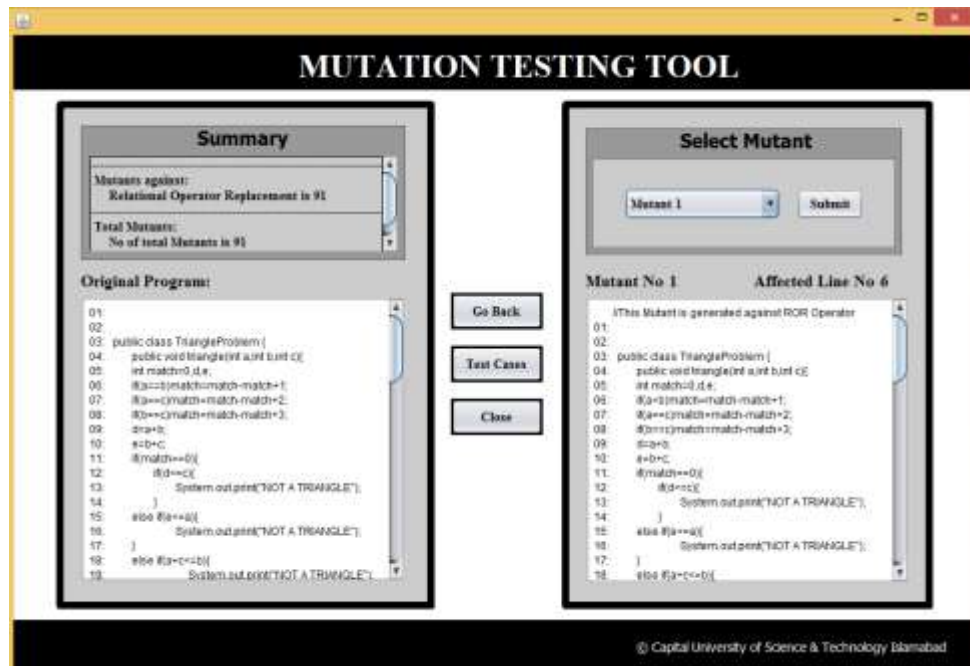 MUTATION TESTING TOOL
Summary
Mutants against:
Relational Operator Replacement is 91
Total Mutants:
No of total Mutants is 91
Original Program:
01:
02:
03: public class TriangleProblem {
04: public void triangle(int a,int b,int c){
05: int match=0,d,e;
06: if(a==b)match=match-match+1;
07: if(a==c)match=match-match+2;
08: if(b==c)match=match-match+3;
09: d=a+b;
10: e=b+c;
11: if(match==0){
12: if(d<=c){
13: System.out.print("NOT A TRIANGLE");
14: }
15: else if(e<=a){
16: System.out.print("NOT A TRIANGLE");
17: }
18: else if(a+c<=b){
19: System.out.print("NOT A TRIANGLE");
Go Back
Test Cases
Close
Select Mutant
Mutant 1
Submit
Mutant No 1 Affected Line No 6
//This Mutant is generated against ROR Operator
01:
02:
03: public class TriangleProblem {
04: public void triangle(int a,int b,int c){
05: int match=0,d,e;
06: if(a<b)match=match-match+1;
07: if(a==c)match=match-match+2;
08: if(b==c)match=match-match+3;
09: d=a+b;
10: e=b+c;
11: if(match==0){
12: if(d<=c){
13: System.out.print("NOT A TRIANGLE");
14: }
15: else if(e<=a){
16: System.out.print("NOT A TRIANGLE");
17: }
18: else if(a+c<=b){
© Capital University of Science & Technology Islamabad